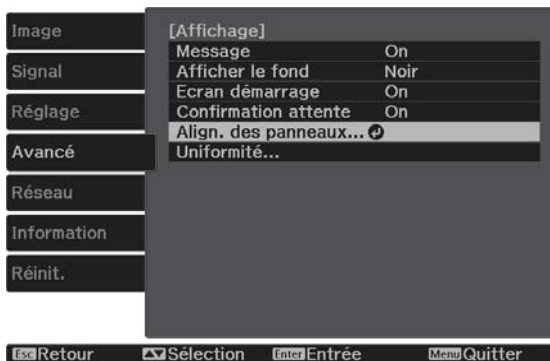 Image
Signal
Réglage
Avancé
Réseau
Information
Réinit.
[Affichage]
Message On
Afficher le fond Noir
Ecran démarrage On
Confirmation attente On
Align. des panneaux...
Uniformité...
Esc Retour Sélection Enter Entrée Menu Quitter